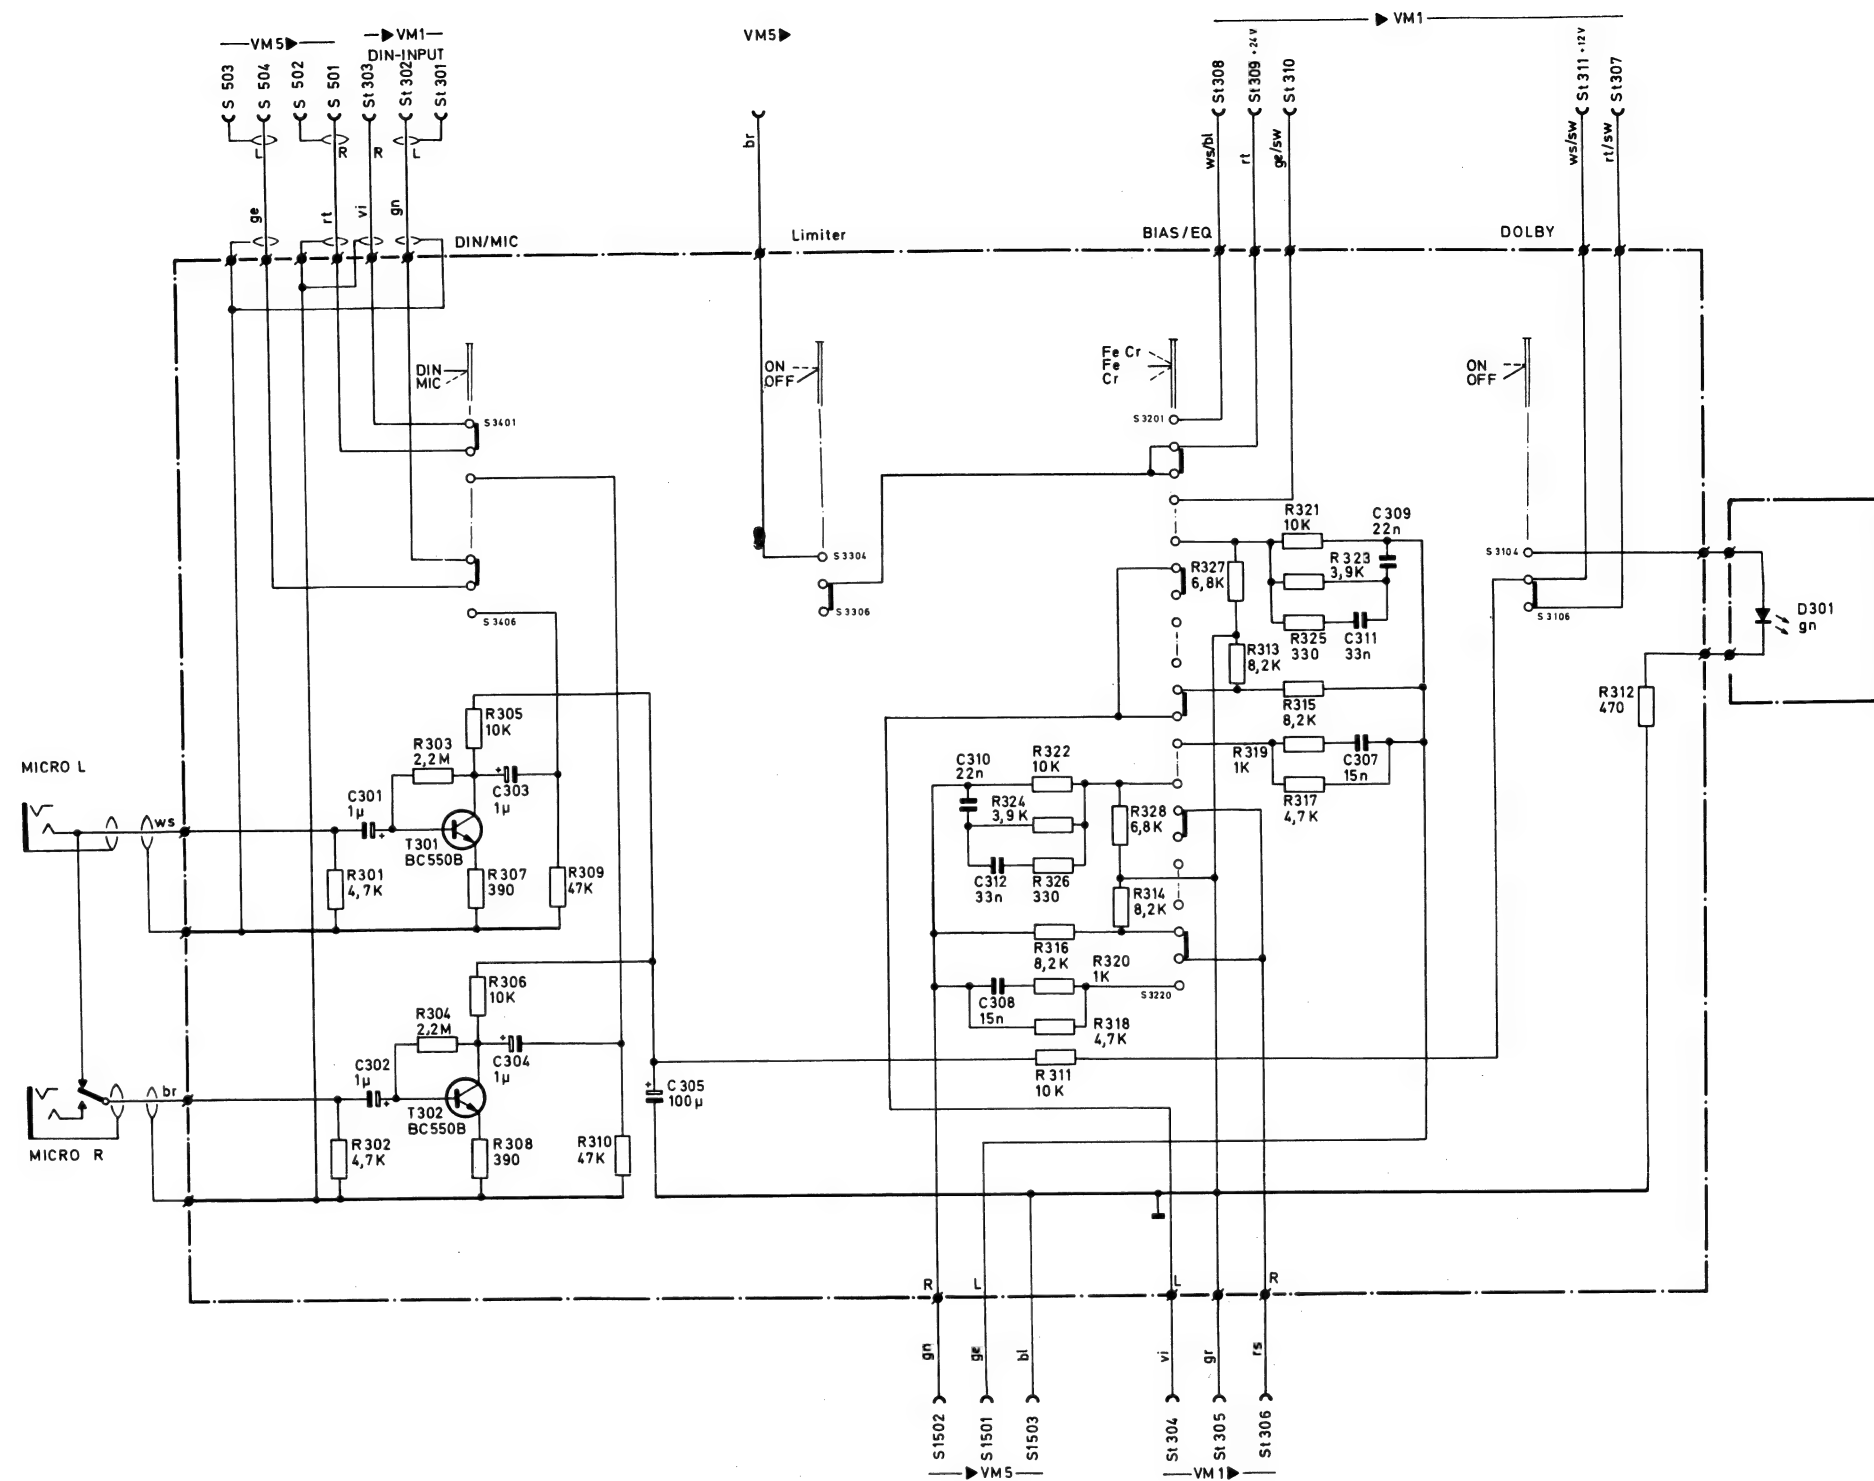 VM5
VM1
DIN-INPUT
VM5
VM1
S 503
S 504
S 502
S 501
St 303
St 302
St 301
St 308
St 309 + 24V
St 310
St 311 + 12V
St 307
L
R
R
L
br
ws/bl
rt
ge/sw
ws/sw
rt/sw
ge
rt
vi
gn
DIN/MIC
Limiter
BIAS/EQ
DOLBY
DIN
MIC
ON
OFF
Fe Cr
Fe
Cr
ON
OFF
S3401
S3201
S3304
S3306
S3104
S3106
S3406
R321
10K
C309
22n
R327
6,8K
R323
3,9K
R325
330
C311
33n
D301
gn
R313
8,2K
R315
8,2K
R312
470
R305
10K
R303
2,2M
C303
1µ
MICRO L
C301
1µ
ws
T301
BC550B
R301
4,7K
R307
390
R309
47K
C310
22n
R322
10K
R324
3,9K
R328
6,8K
R319
1K
C307
15n
R317
4,7K
C312
33n
R326
330
R314
8,2K
R316
8,2K
R320
1K
S3220
C308
15n
R318
4,7K
R311
10K
R306
10K
R304
2,2M
C304
1µ
C302
1µ
br
C305
100µ
T302
BC550B
R302
4,7K
R308
390
R310
47K
MICRO R
R
L
L
R
gn
ge
bl
vi
gr
rs
S1502
S1501
S1503
St 304
St 305
St 306
VM5
VM1